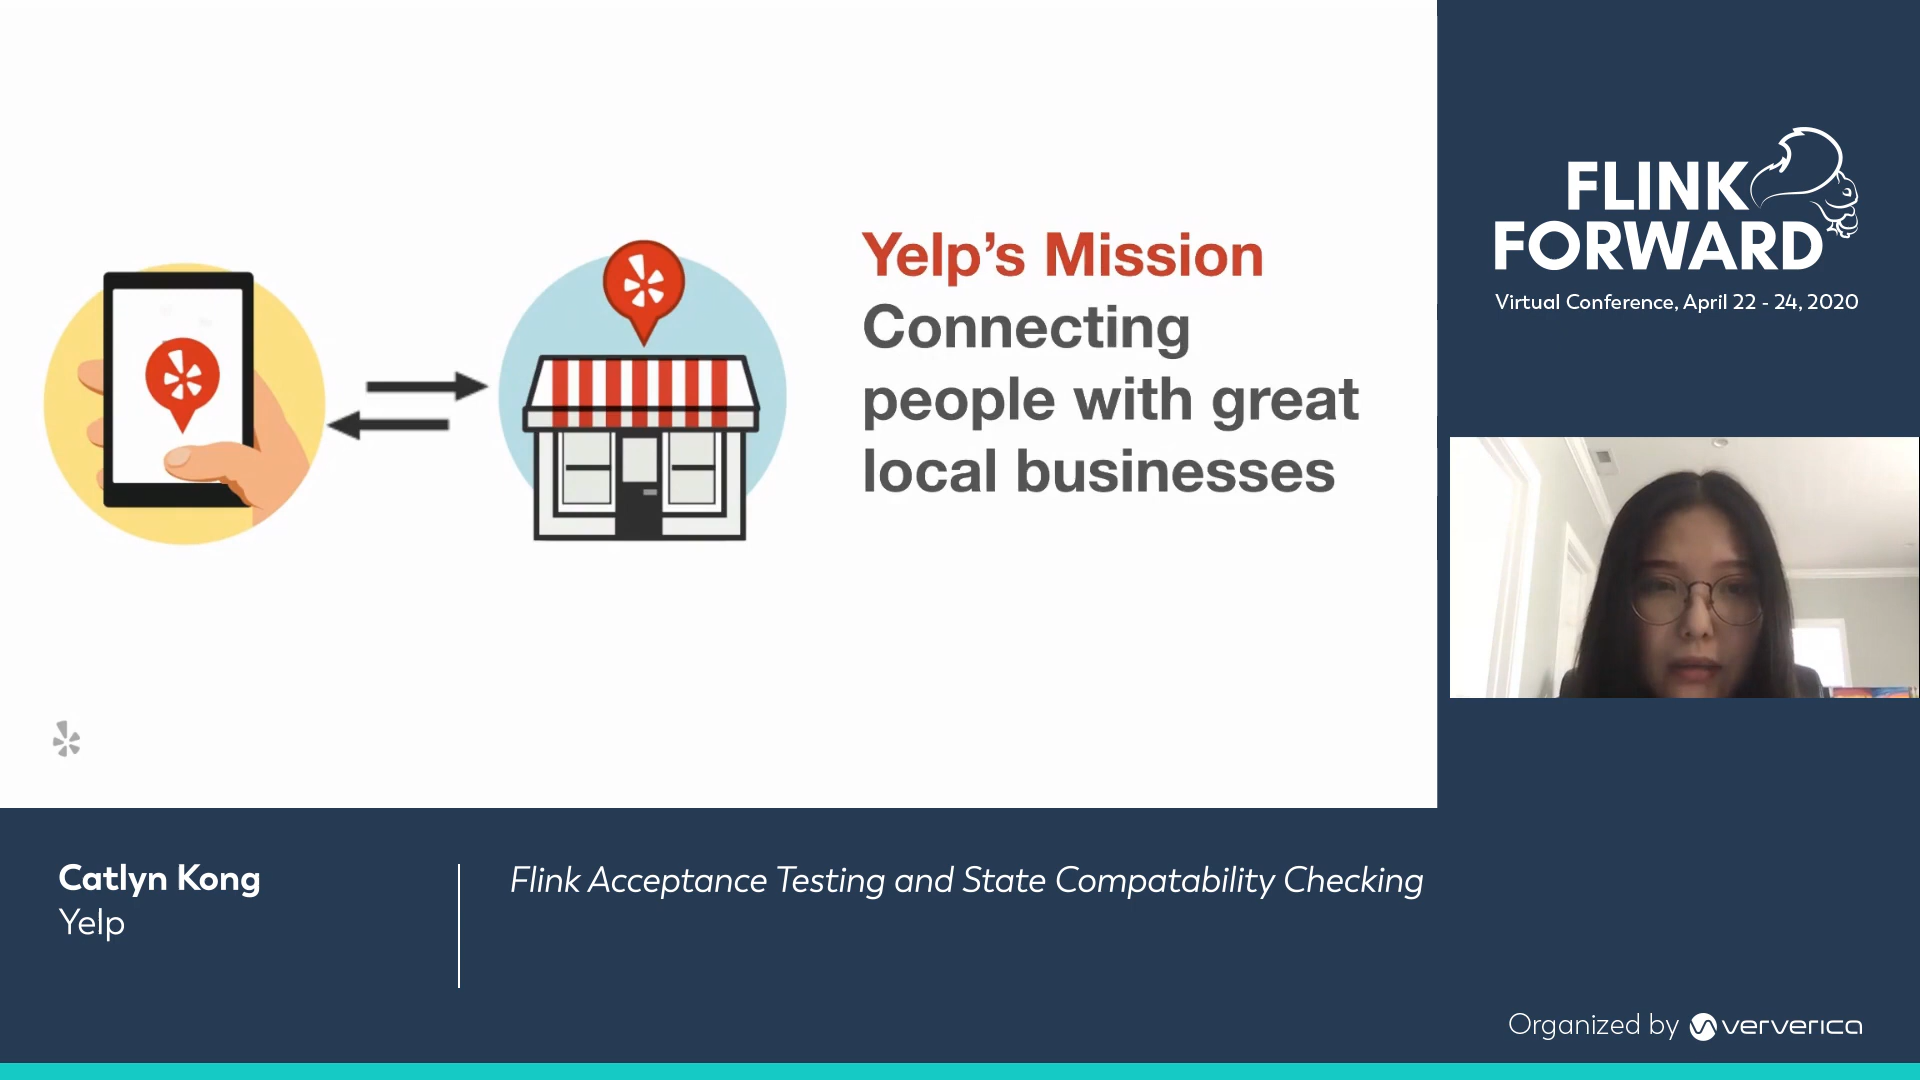 Yelp’s Mission
Connecting
people with great
local businesses
FLINK
FORWARD
Virtual Conference, April 22 - 24, 2020
Catlyn Kong
Yelp
Flink Acceptance Testing and State Compatability Checking
Organized by ververica